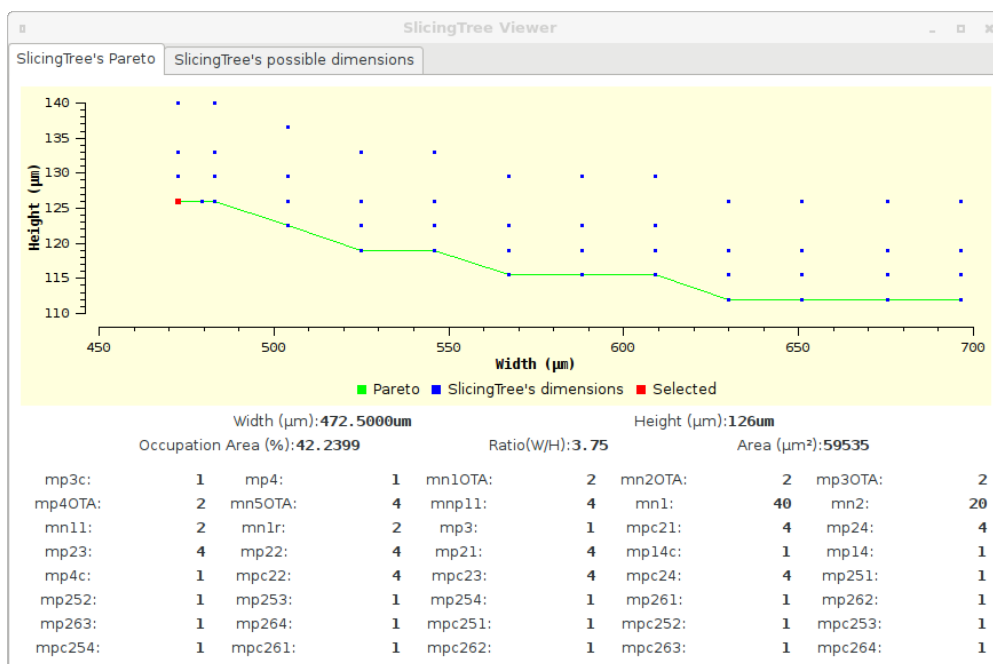 SlicingTree Viewer
SlicingTree's Pareto SlicingTree's possible dimensions
140
135
130
125
120
115
110
Height (µm)
450 500 550 600 650 700
Width (µm)
Pareto SlicingTree's dimensions Selected
Width (µm):472.5000um Height (µm):126um
Occupation Area (%):42.2399 Ratio(W/H):3.75 Area (µm²):59535
mp3c: 1 mp4: 1 mn1OTA: 2 mn2OTA: 2 mp3OTA: 2
mp4OTA: 2 mn5OTA: 4 mnp11: 4 mn1: 40 mn2: 20
mn11: 2 mn1r: 2 mp3: 1 mpc21: 4 mp24: 4
mp23: 4 mp22: 4 mp21: 4 mp14c: 1 mp14: 1
mp4c: 1 mpc22: 4 mpc23: 4 mpc24: 4 mp251: 1
mp252: 1 mp253: 1 mp254: 1 mp261: 1 mp262: 1
mp263: 1 mp264: 1 mpc251: 1 mpc252: 1 mpc253: 1
mpc254: 1 mpc261: 1 mpc262: 1 mpc263: 1 mpc264: 1